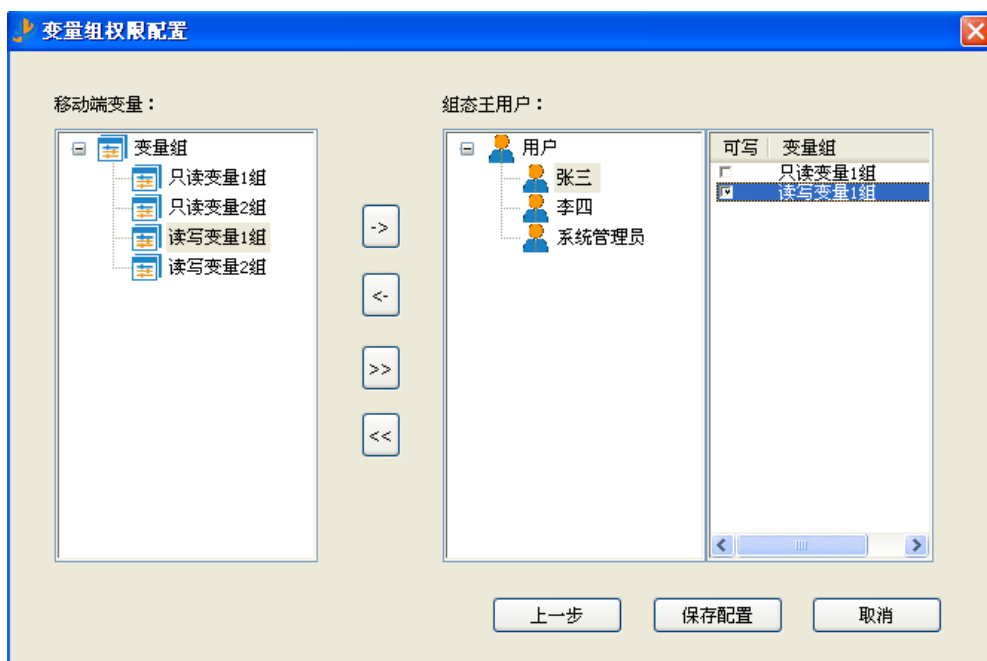 变量组权限配置
移动端变量：
变量组
只读变量1组
只读变量2组
读写变量1组
读写变量2组
->
<-
>>
<<
组态王用户：
用户
张三
李四
系统管理员
可写 变量组
只读变量1组
读写变量1组
上一步 保存配置 取消